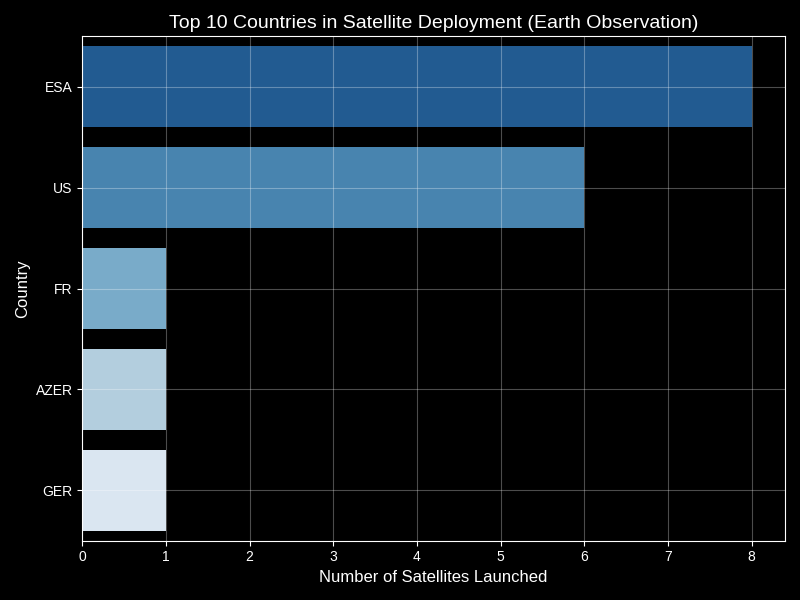 Top 10 Countries in Satellite Deployment (Earth Observation)
Country
ESA
US
FR
AZER
GER
0 1 2 3 4 5 6 7 8
Number of Satellites Launched